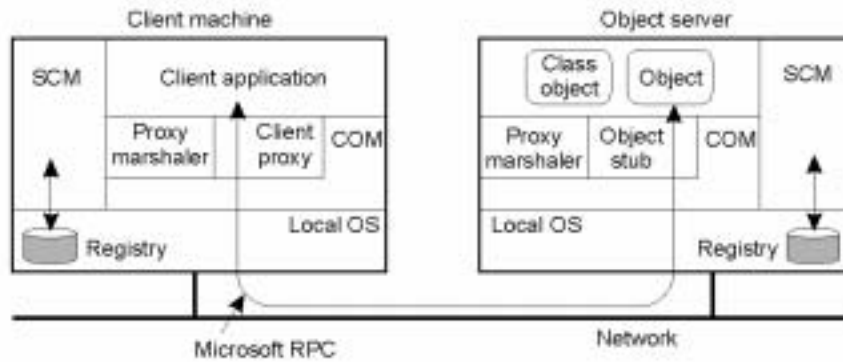 Client machine
Object server
SCM
Client application
Class
object
Object
SCM
Proxy
marshaler
Client
proxy
COM
Proxy
marshaler
Object
stub
COM
Local OS
Registry
Local OS
Registry
Microsoft RPC
Network